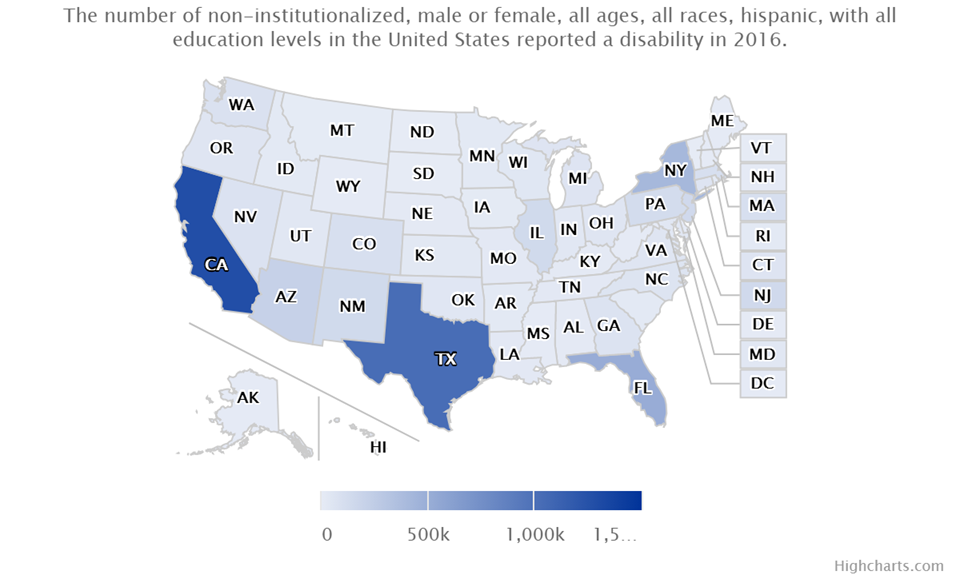 The number of non-institutionalized, male or female, all ages, all races, hispanic, with all
education levels in the United States reported a disability in 2016.
WA
ME
MT
ND
VT
OR
MN
WI
NY
ID
SD
MI
NH
WY
PA
MA
IA
NE
OH
NV
IL
IN
RI
UT
CO
VA
KS
MO
KY
CT
CA
NC
TN
AZ
NM
OK
AR
NJ
MS
AL
GA
DE
TX
LA
MD
FL
DC
AK
HI
0
500k
1,000k
1,5...
Highcharts.com